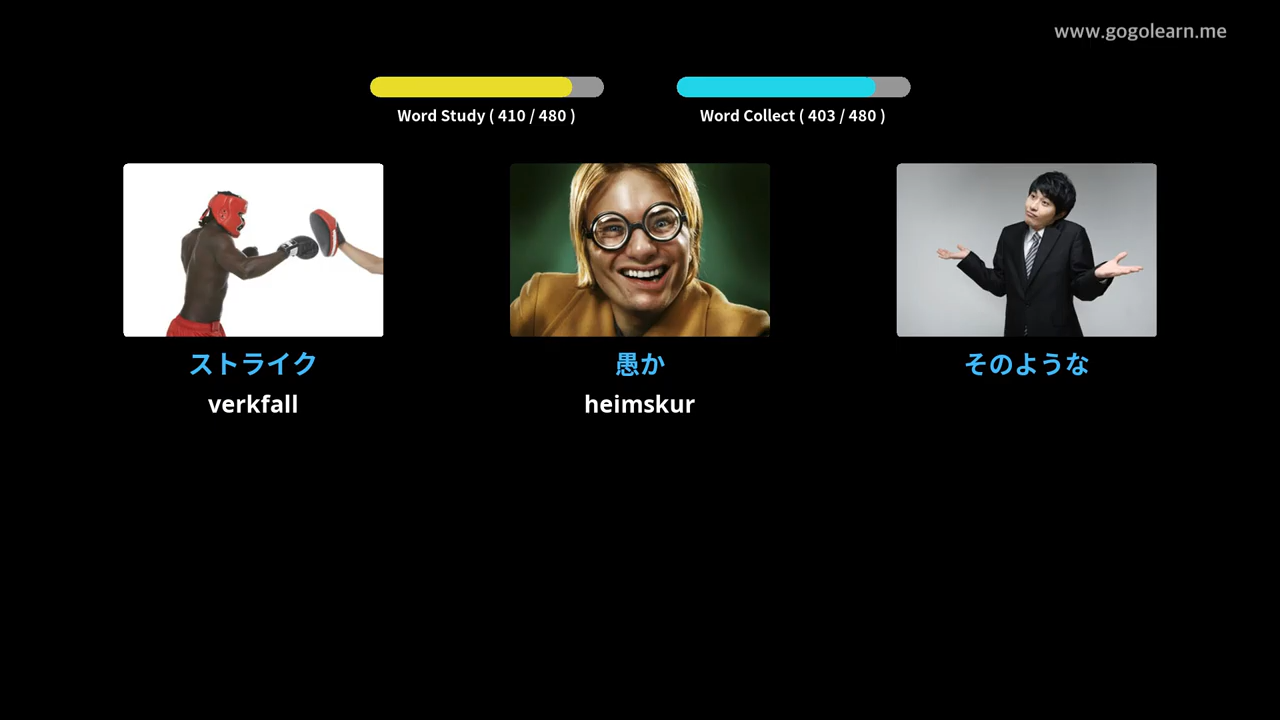 www.gogolearn.me
Word Study ( 410 / 480 )
Word Collect ( 403 / 480 )
ストライク
愚か
そのような
verkfall
heimskur